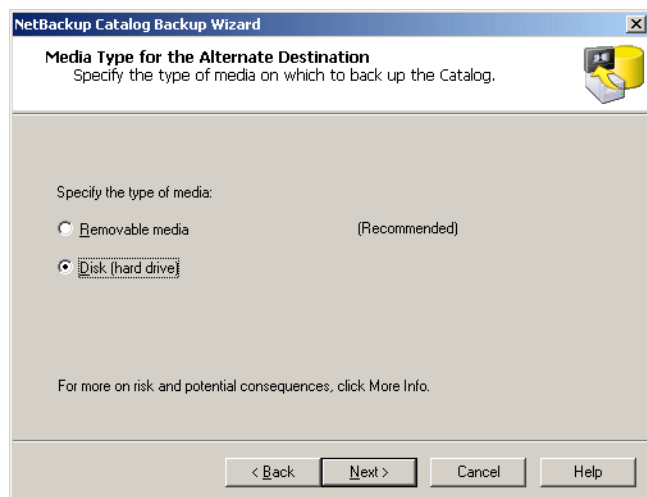 NetBackup Catalog Backup Wizard
Media Type for the Alternate Destination
Specify the type of media on which to back up the Catalog.
Specify the type of media:
Removable media (Recommended)
Disk (hard drive)
For more on risk and potential consequences, click More Info.
< Back Next > Cancel Help